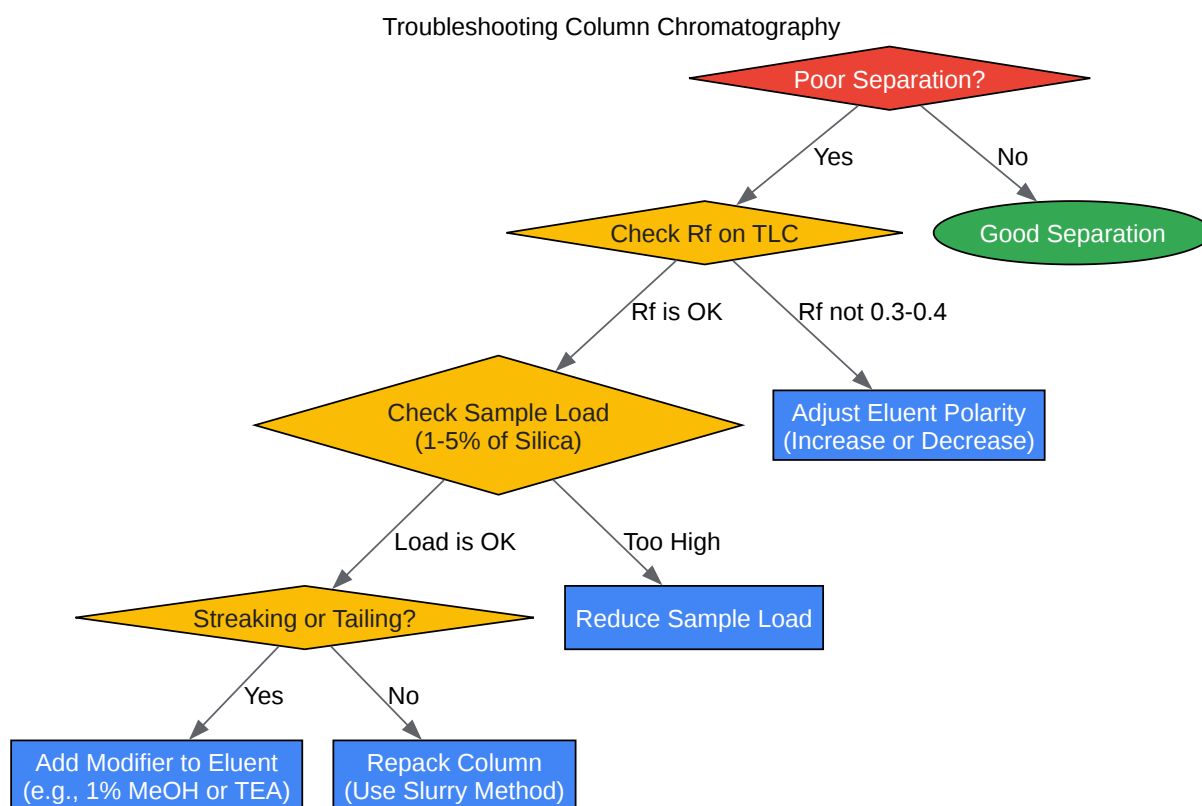 Troubleshooting Column Chromatography
Poor Separation?
Yes
No
Check Rf on TLC
Good Separation
Rf is OK
Rf not 0.3-0.4
Check Sample Load
(1-5% of Silica)
Adjust Eluent Polarity
(Increase or Decrease)
Load is OK
Too High
Streaking or Tailing?
Reduce Sample Load
Yes
No
Add Modifier to Eluent
(e.g., 1% MeOH or TEA)
Repack Column
(Use Slurry Method)